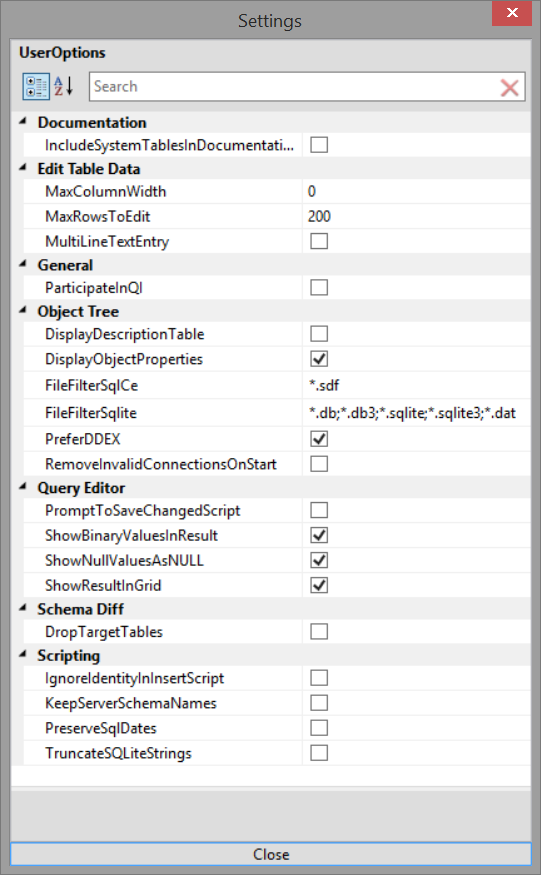 Settings
UserOptions
A Z
Search
Documentation
IncludeSystemTablesInDocumentati...
Edit Table Data
MaxColumnWidth 0
MaxRowsToEdit 200
MultiLineTextEntry
General
ParticipateInQI
Object Tree
DisplayDescriptionTable
DisplayObjectProperties
FileFilterSqlCe *.sdf
FileFilterSqlite *.db;*.db3;*.sqlite;*.sqlite3;*.dat
PreferDDEX
RemoveInvalidConnectionsOnStart
Query Editor
PromptToSaveChangedScript
ShowBinaryValuesInResult
ShowNullValuesAsNULL
ShowResultInGrid
Schema Diff
DropTargetTables
Scripting
IgnoreIdentityInInsertScript
KeepServerSchemaNames
PreserveSqlDates
TruncateSQLiteStrings
Close